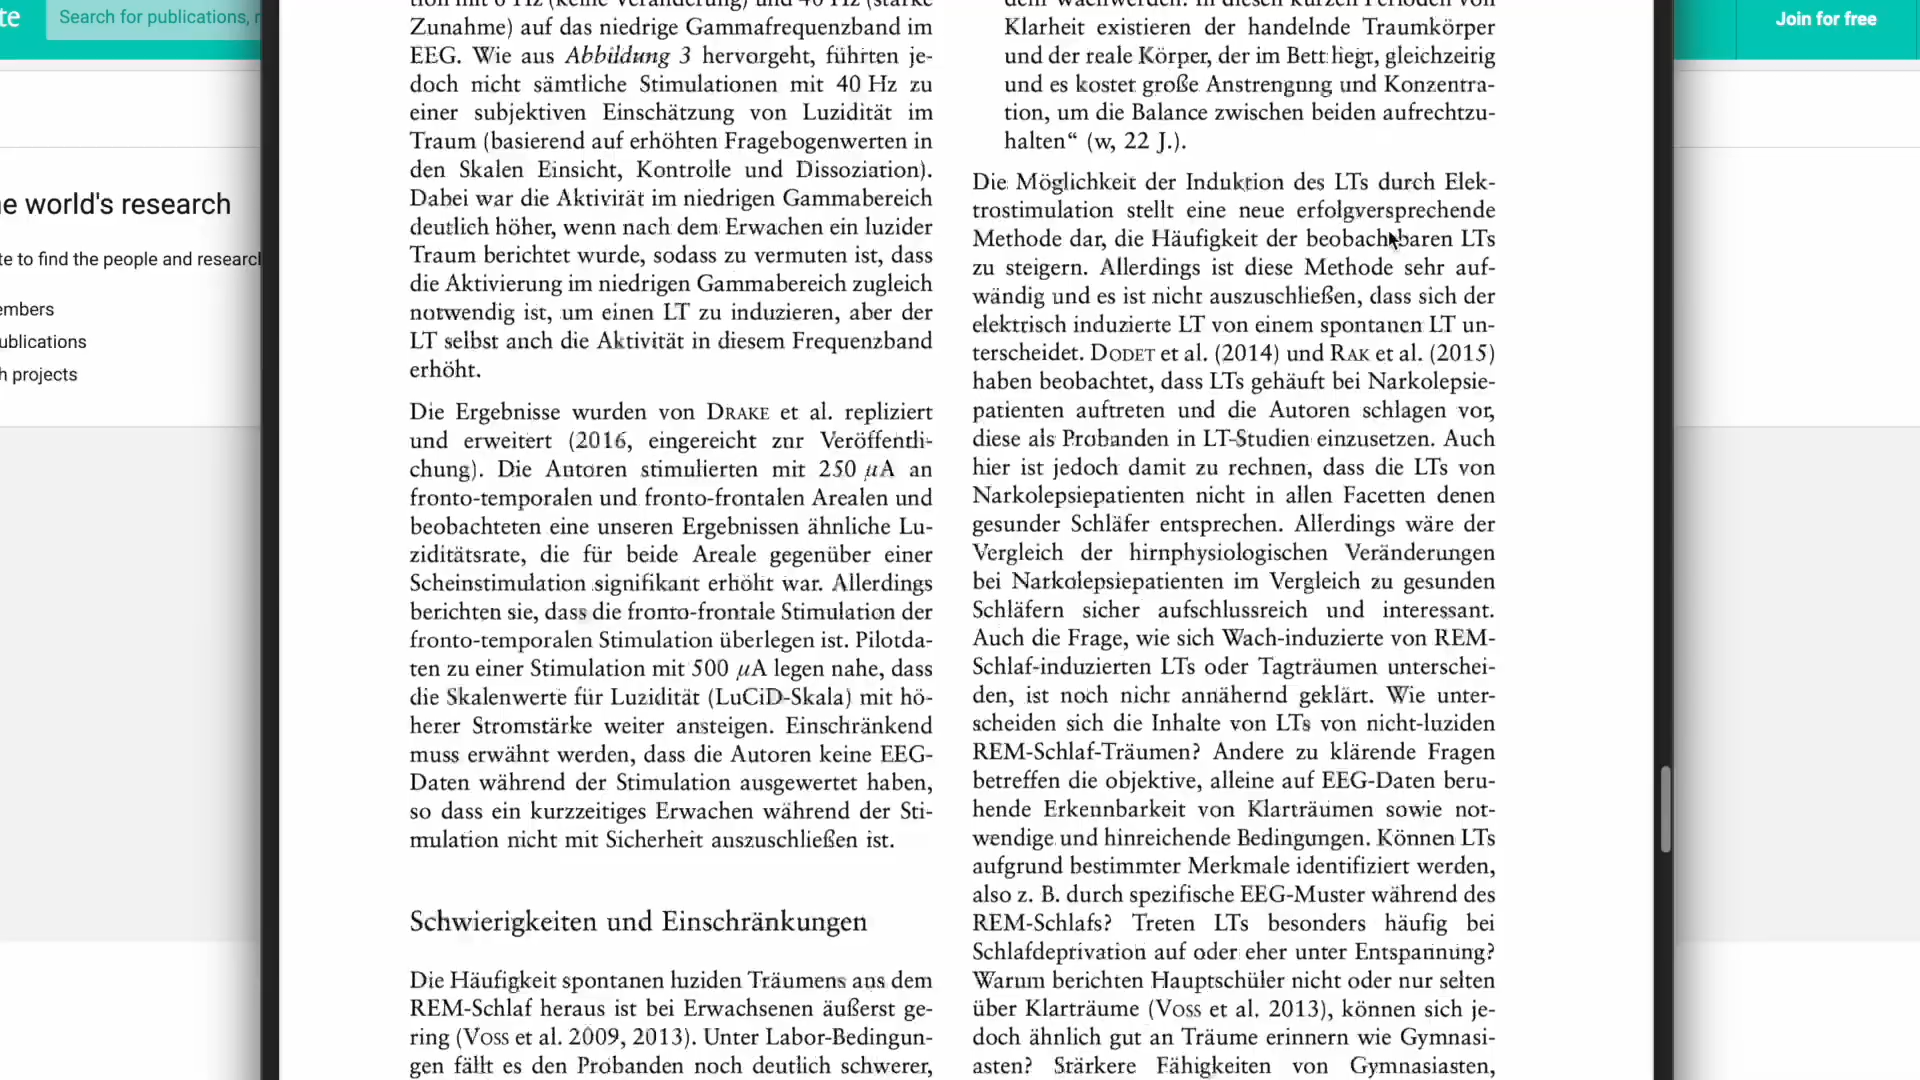 te
Search for publications, r
Join for free
e world's research
te to find the people and research
embers
ublications
h projects
Zunahme) auf das niedrige Gammafrequenzband im
EEG. Wie aus Abbildung 3 hervorgeht, führten je-
doch nicht sämtliche Stimulationen mit 40 Hz zu
einer subjektiven Einschätzung von Luzidität im
Traum (basierend auf erhöhten Fragebogenwerten in
den Skalen Einsicht, Kontrolle und Dissoziation).
Dabei war die Aktivität im niedrigen Gammabereich
deutlich höher, wenn nach dem Erwachen ein luzider
Traum berichtet wurde, sodass zu vermuten ist, dass
die Aktivierung im niedrigen Gammabereich zugleich
notwendig ist, um einen LT zu induzieren, aber der
LT selbst auch die Aktivität in diesem Frequenzband
erhöht.
Die Ergebnisse wurden von DRAKE et al. repliziert
und erweitert (2016, eingereicht zur Veröffentli-
chung). Die Autoren stimulierten mit 250 µA an
fronto-temporalen und fronto-frontalen Arealen und
beobachteten eine unseren Ergebnissen ähnliche Lu-
ziditätsrate, die für beide Areale gegenüber einer
Scheinstimulation signifikant erhöht war. Allerdings
berichten sie, dass die fronto-frontale Stimulation der
fronto-temporalen Stimulation überlegen ist. Pilotda-
ten zu einer Stimulation mit 500 µA legen nahe, dass
die Skalenwerte für Luzidität (LuCiD-Skala) mit hö-
herer Stromstärke weiter ansteigen. Einschränkend
muss erwähnt werden, dass die Autoren keine EEG-
Daten während der Stimulation ausgewertet haben,
so dass ein kurzzeitiges Erwachen während der Sti-
mulation nicht mit Sicherheit auszuschließen ist.
Schwierigkeiten und Einschränkungen
Die Häufigkeit spontanen luziden Träumens aus dem
REM-Schlaf heraus ist bei Erwachsenen äußerst ge-
ring (VOSS et al. 2009, 2013). Unter Labor-Bedingun-
gen fällt es den Probanden noch deutlich schwerer,
dem Wachwerden. In diesen kurzen Perioden von
Klarheit existieren der handelnde Traumkörper
und der reale Körper, der im Bett liegt, gleichzeitig
und es kostet große Anstrengung und Konzentra-
tion, um die Balance zwischen beiden aufrechtzu-
halten“ (w, 22 J.).
Die Möglichkeit der Induktion des LTs durch Elek-
trostimulation stellt eine neue erfolgversprechende
Methode dar, die Häufigkeit der beobachtbaren LTs
zu steigern. Allerdings ist diese Methode sehr auf-
wändig und es ist nicht auszuschließen, dass sich der
elektrisch induzierte LT von einem spontanen LT un-
terscheidet. DODET et al. (2014) und RAK et al. (2015)
haben beobachtet, dass LTs gehäuft bei Narkolepsie-
patienten auftreten und die Autoren schlagen vor,
diese als Probanden in LT-Studien einzusetzen. Auch
hier ist jedoch damit zu rechnen, dass die LTs von
Narkolepsiepatienten nicht in allen Facetten denen
gesunder Schläfer entsprechen. Allerdings wäre der
Vergleich der hirnphysiologischen Veränderungen
bei Narkolepsiepatienten im Vergleich zu gesunden
Schläfern sicher aufschlussreich und interessant.
Auch die Frage, wie sich Wach-induzierte von REM-
Schlaf-induzierten LTs oder Tagträumen unterschei-
den, ist noch nicht annähernd geklärt. Wie unter-
scheiden sich die Inhalte von LTs von nicht-luziden
REM-Schlaf-Träumen? Andere zu klärende Fragen
betreffen die objektive, alleine auf EEG-Daten beru-
hende Erkennbarkeit von Klarträumen sowie not-
wendige und hinreichende Bedingungen. Können LTs
aufgrund bestimmter Merkmale identifiziert werden,
also z. B. durch spezifische EEG-Muster während des
REM-Schlafs? Treten LTs besonders häufig bei
Schlafdeprivation auf oder eher unter Entspannung?
Warum berichten Hauptschüler nicht oder nur selten
über Klarträume (VOSS et al. 2013), können sich je-
doch ähnlich gut an Träume erinnern wie Gymnasi-
asten? Stärkere Fähigkeiten von Gymnasiasten,